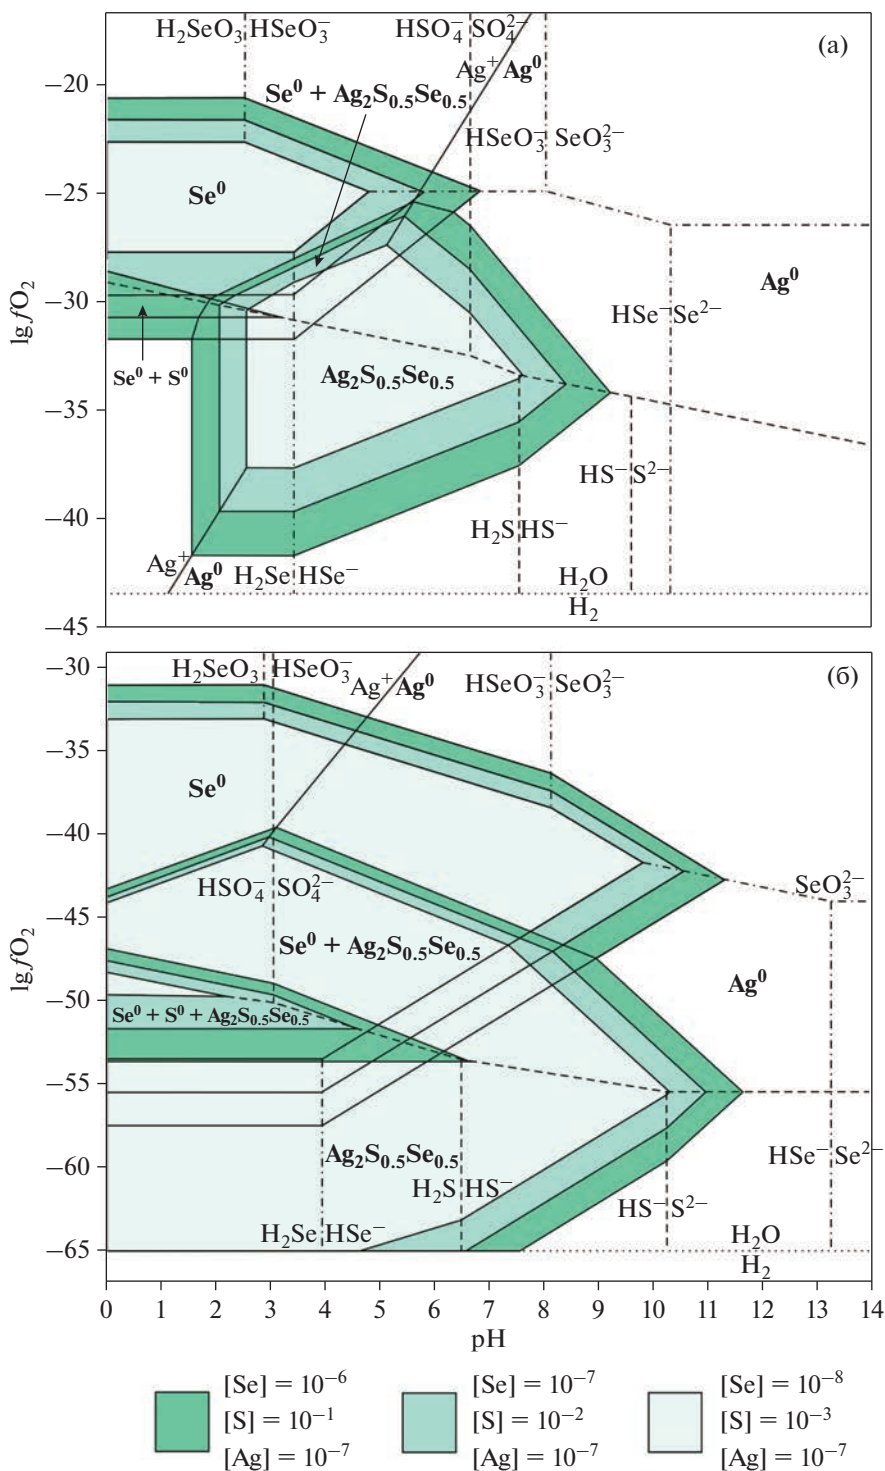 H₂SeO₃ HSeO₃⁻ HSO₄⁻ SO₄²⁻ (a)
Ag⁺ Ag⁰
−20
Se⁰ + Ag₂S₀.₅Se₀.₅
HSeO₃⁻ SeO₃²⁻
−25
Se⁰
Ag⁰
−30
HSe⁻ Se²⁻
lg fO₂
Se⁰ + S⁰
Ag₂S₀.₅Se₀.₅
−35
HS⁻ S²⁻
−40
H₂S HS⁻
Ag⁺
Ag⁰ H₂Se HSe⁻ H₂O
H₂
−45
−30
H₂SeO₃ HSeO₃⁻ Ag⁺ Ag⁰ HSeO₃⁻ SeO₃²⁻ (б)
−35
Se⁰
−40
HSO₄⁻ SO₄²⁻ SeO₃²⁻
−45
Se⁰ + Ag₂S₀.₅Se₀.₅
lg fO₂
Ag⁰
−50
Se⁰ + S⁰ + Ag₂S₀.₅Se₀.₅
−55
Ag₂S₀.₅Se₀.₅ HSe⁻ Se²⁻
−60
H₂S HS⁻
HS⁻ S²⁻
H₂Se HSe⁻ H₂O
−65
H₂
0 1 2 3 4 5 6 7 8 9 10 11 12 13 14
pH
[Se] = 10⁻⁶ [Se] = 10⁻⁷ [Se] = 10⁻⁸
[S] = 10⁻¹ [S] = 10⁻² [S] = 10⁻³
[Ag] = 10⁻⁷ [Ag] = 10⁻⁷ [Ag] = 10⁻⁷